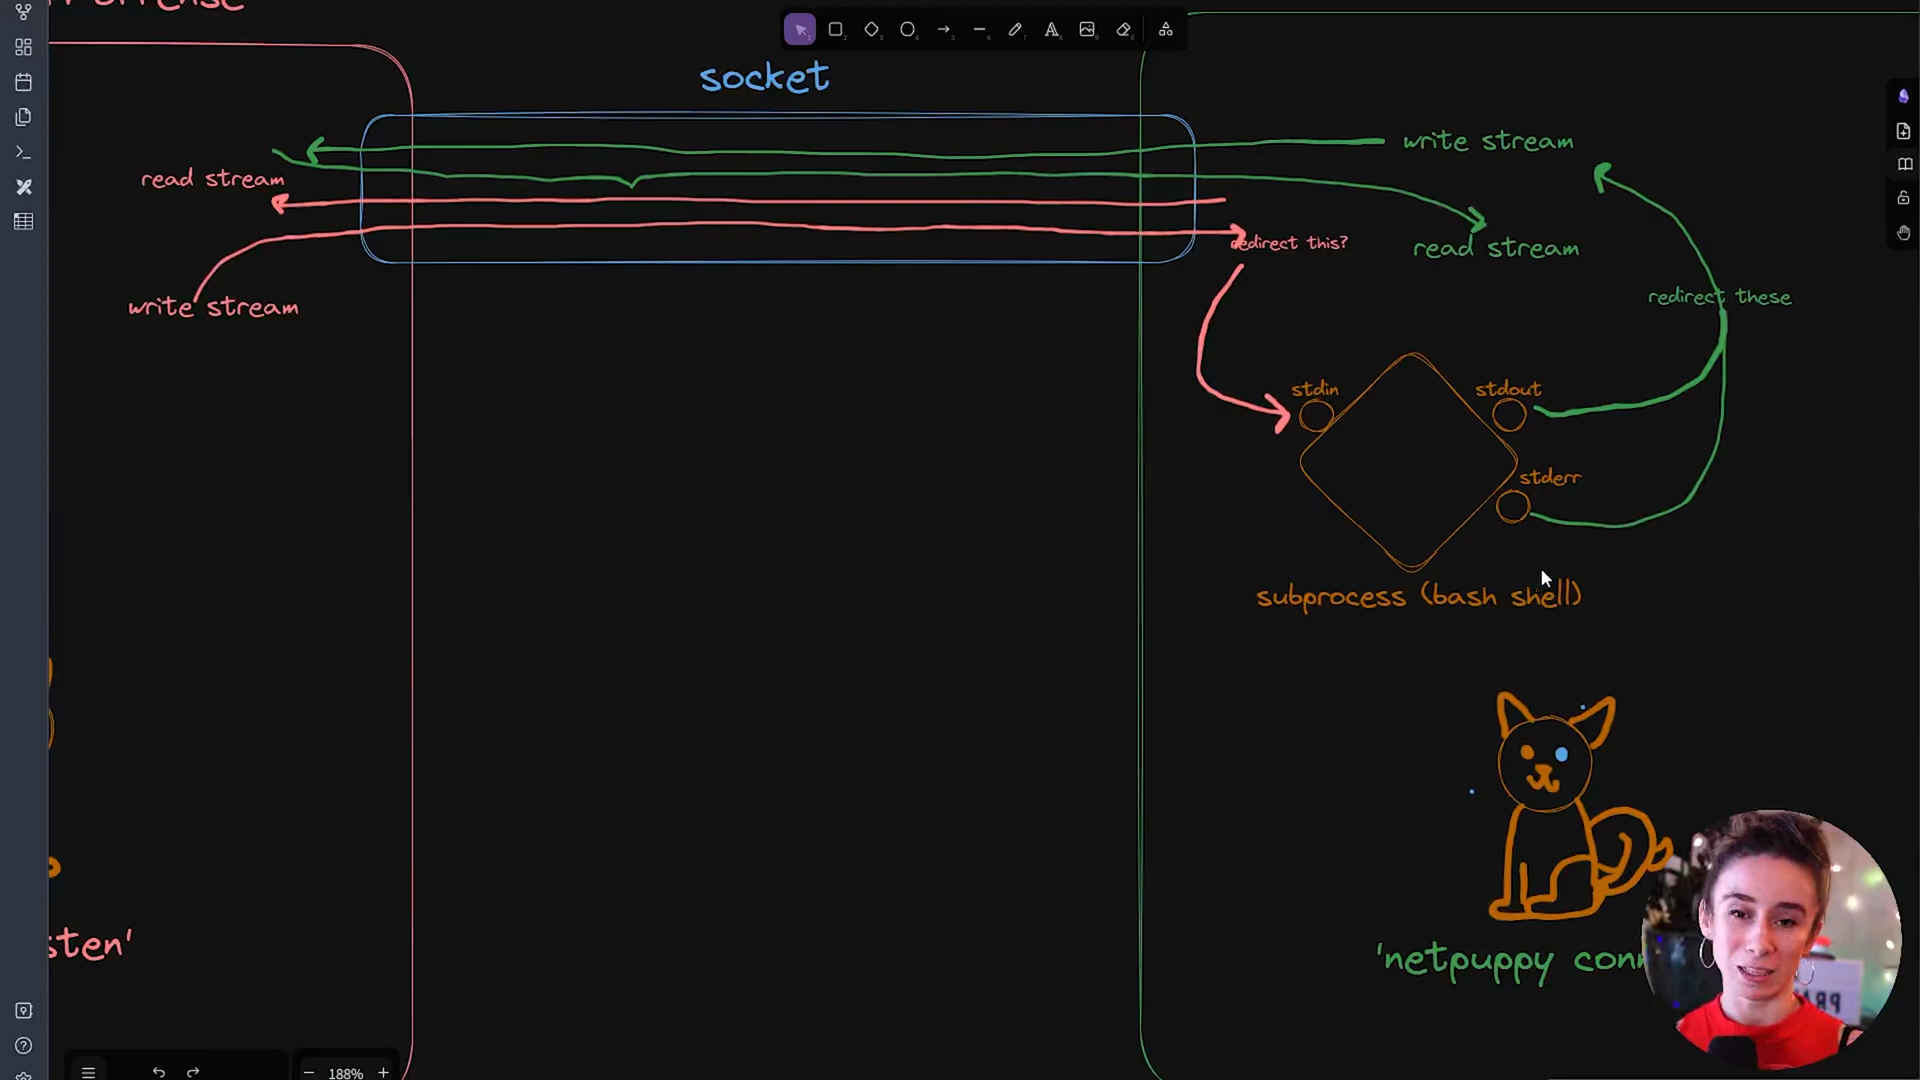 socket
write stream
read stream
redirect this?
read stream
write stream
redirect these
stdin
stdout
stderr
subprocess (bash shell)
sten'
'netpuppy
188%